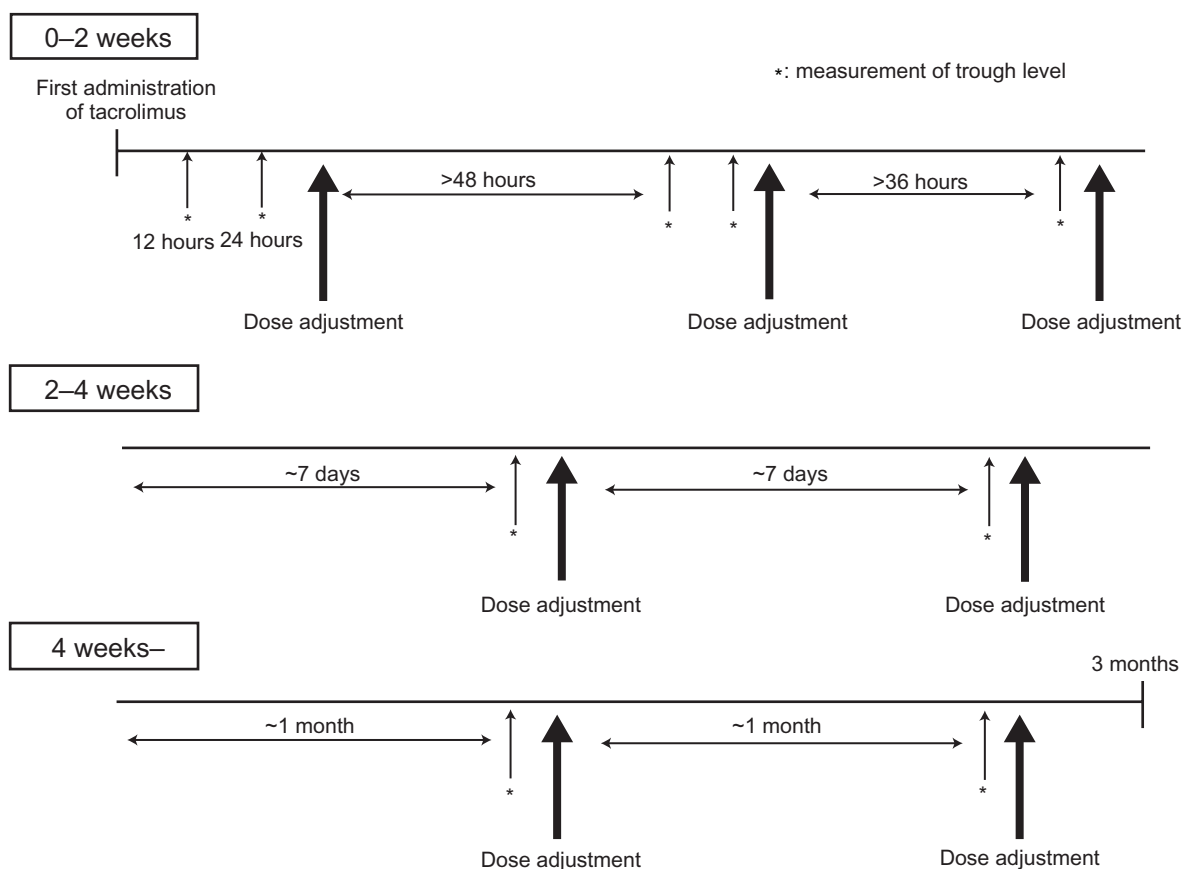 0–2 weeks
*: measurement of trough level
First administration
of tacrolimus
>48 hours
>36 hours
* * * * *
12 hours 24 hours
Dose adjustment Dose adjustment Dose adjustment
2–4 weeks
~7 days ~7 days
* *
Dose adjustment Dose adjustment
4 weeks–
3 months
~1 month ~1 month
* *
Dose adjustment Dose adjustment